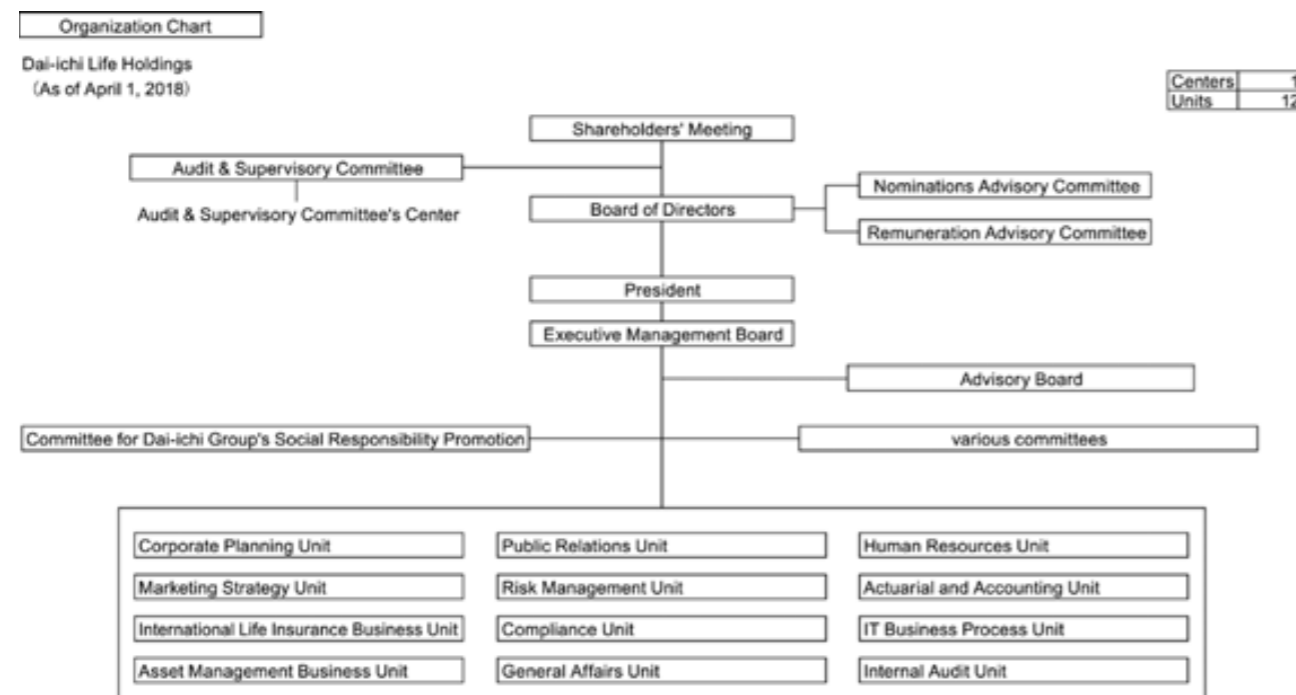 Organization Chart
Dai-ichi Life Holdings
(As of April 1, 2018)
Centers 1
Units 12
Shareholders' Meeting
Audit & Supervisory Committee
Audit & Supervisory Committee's Center
Nominations Advisory Committee
Board of Directors
Remuneration Advisory Committee
President
Executive Management Board
Advisory Board
Committee for Dai-ichi Group's Social Responsibility Promotion
various committees
Corporate Planning Unit
Public Relations Unit
Human Resources Unit
Marketing Strategy Unit
Risk Management Unit
Actuarial and Accounting Unit
International Life Insurance Business Unit
Compliance Unit
IT Business Process Unit
Asset Management Business Unit
General Affairs Unit
Internal Audit Unit